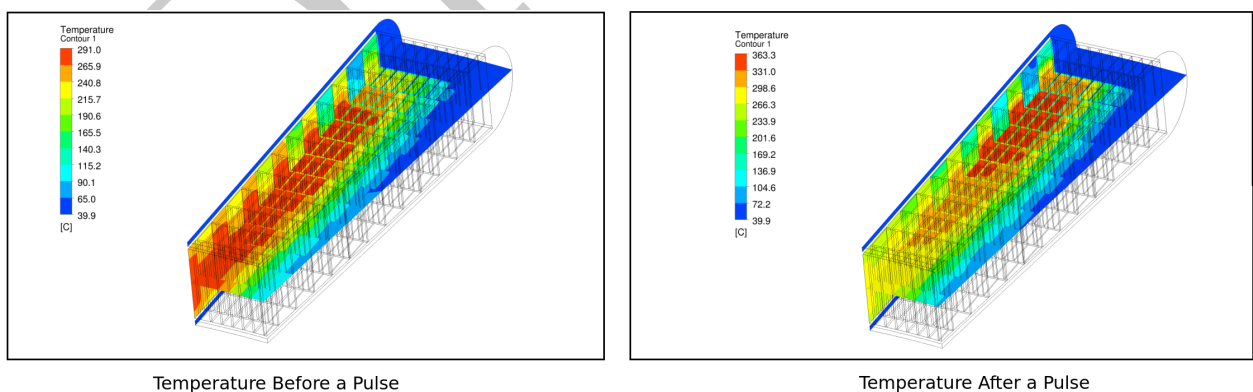 Temperature
Contour 1
291.0
265.9
240.8
215.7
190.6
165.5
140.3
115.2
90.1
65.0
39.9
[C]
Temperature
Contour 1
363.3
331.0
298.6
266.3
233.9
201.6
169.2
136.9
104.6
72.2
39.9
[C]
Temperature Before a Pulse
Temperature After a Pulse